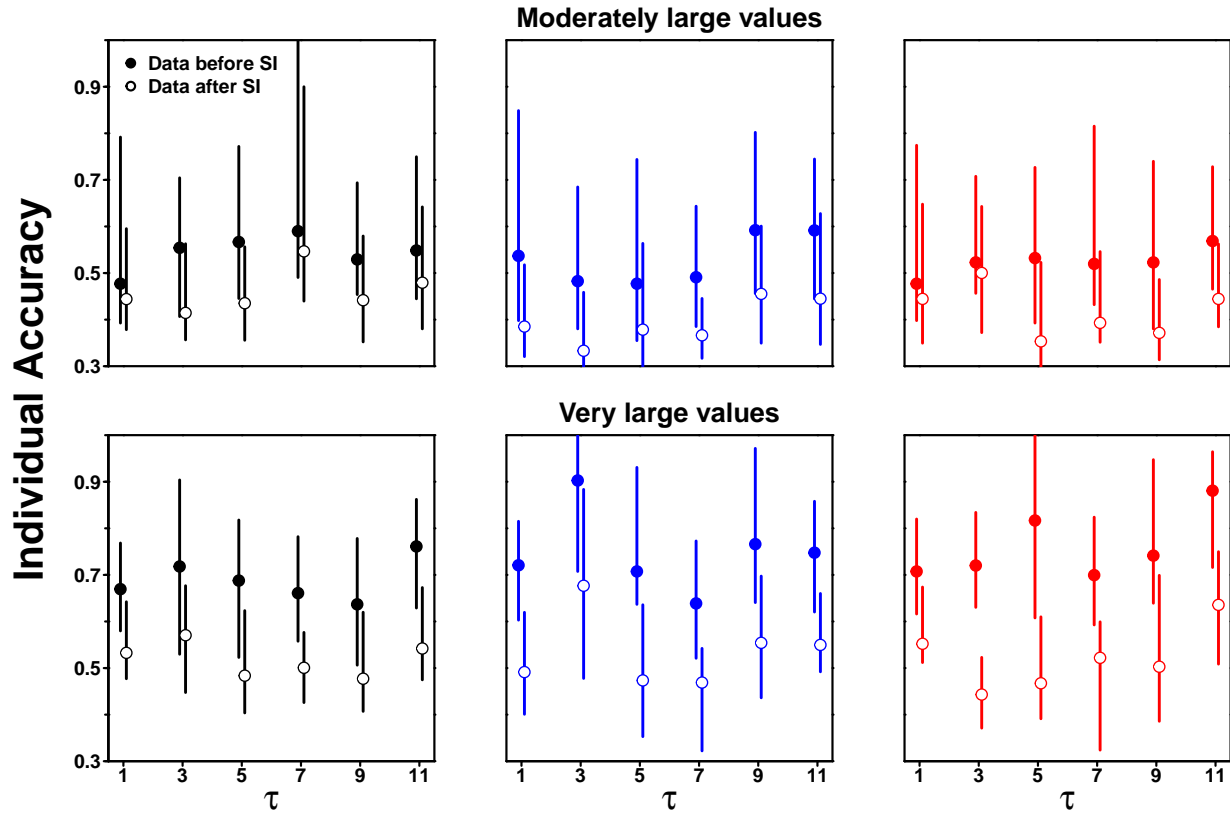 Moderately large values
Individual Accuracy
Data before SI
Data after SI
0.9
0.7
0.5
0.3
Very large values
0.9
0.7
0.5
0.3
1 3 5 7 9 11
1 3 5 7 9 11
1 3 5 7 9 11
τ
τ
τ